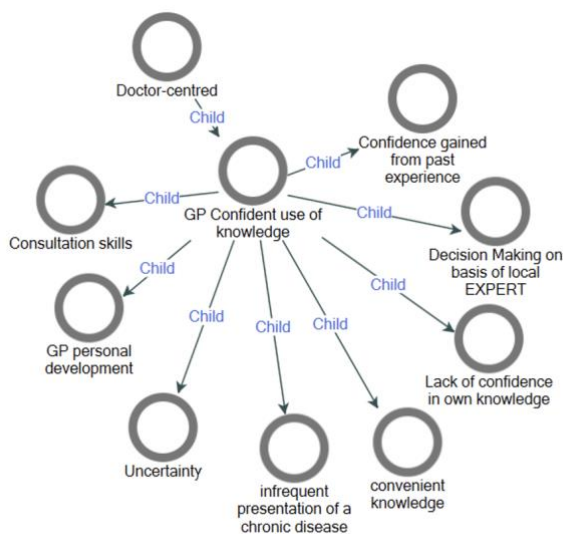 Doctor-centred
Child
Confidence gained
from past
experience
Child
GP Confident use of
knowledge
Child
Consultation skills
Child
Decision Making on
basis of local
EXPERT
Child
GP personal
development
Child
Lack of confidence
in own knowledge
Child
Uncertainty
Child
infrequent
presentation of a
chronic disease
Child
convenient
knowledge